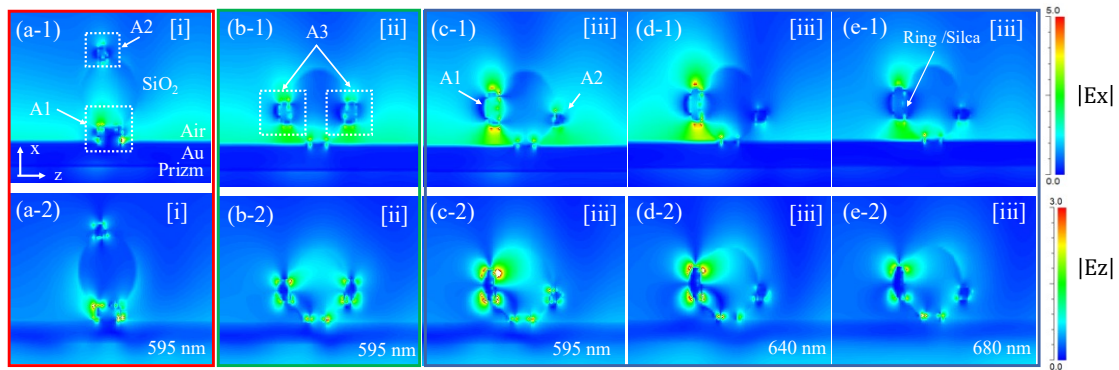 (a-1) [i]
A2
SiO2
A1
Air
Au
Prizm
x
z
(b-1) [ii]
A3
(c-1) [iii]
A1 A2
(d-1) [iii]
(e-1) [iii]
Ring /Silca
5.0
|Ex|
0.0
(a-2) [i]
595 nm
(b-2) [ii]
595 nm
(c-2) [iii]
595 nm
(d-2) [iii]
640 nm
(e-2) [iii]
680 nm
3.0
|Ez|
0.0